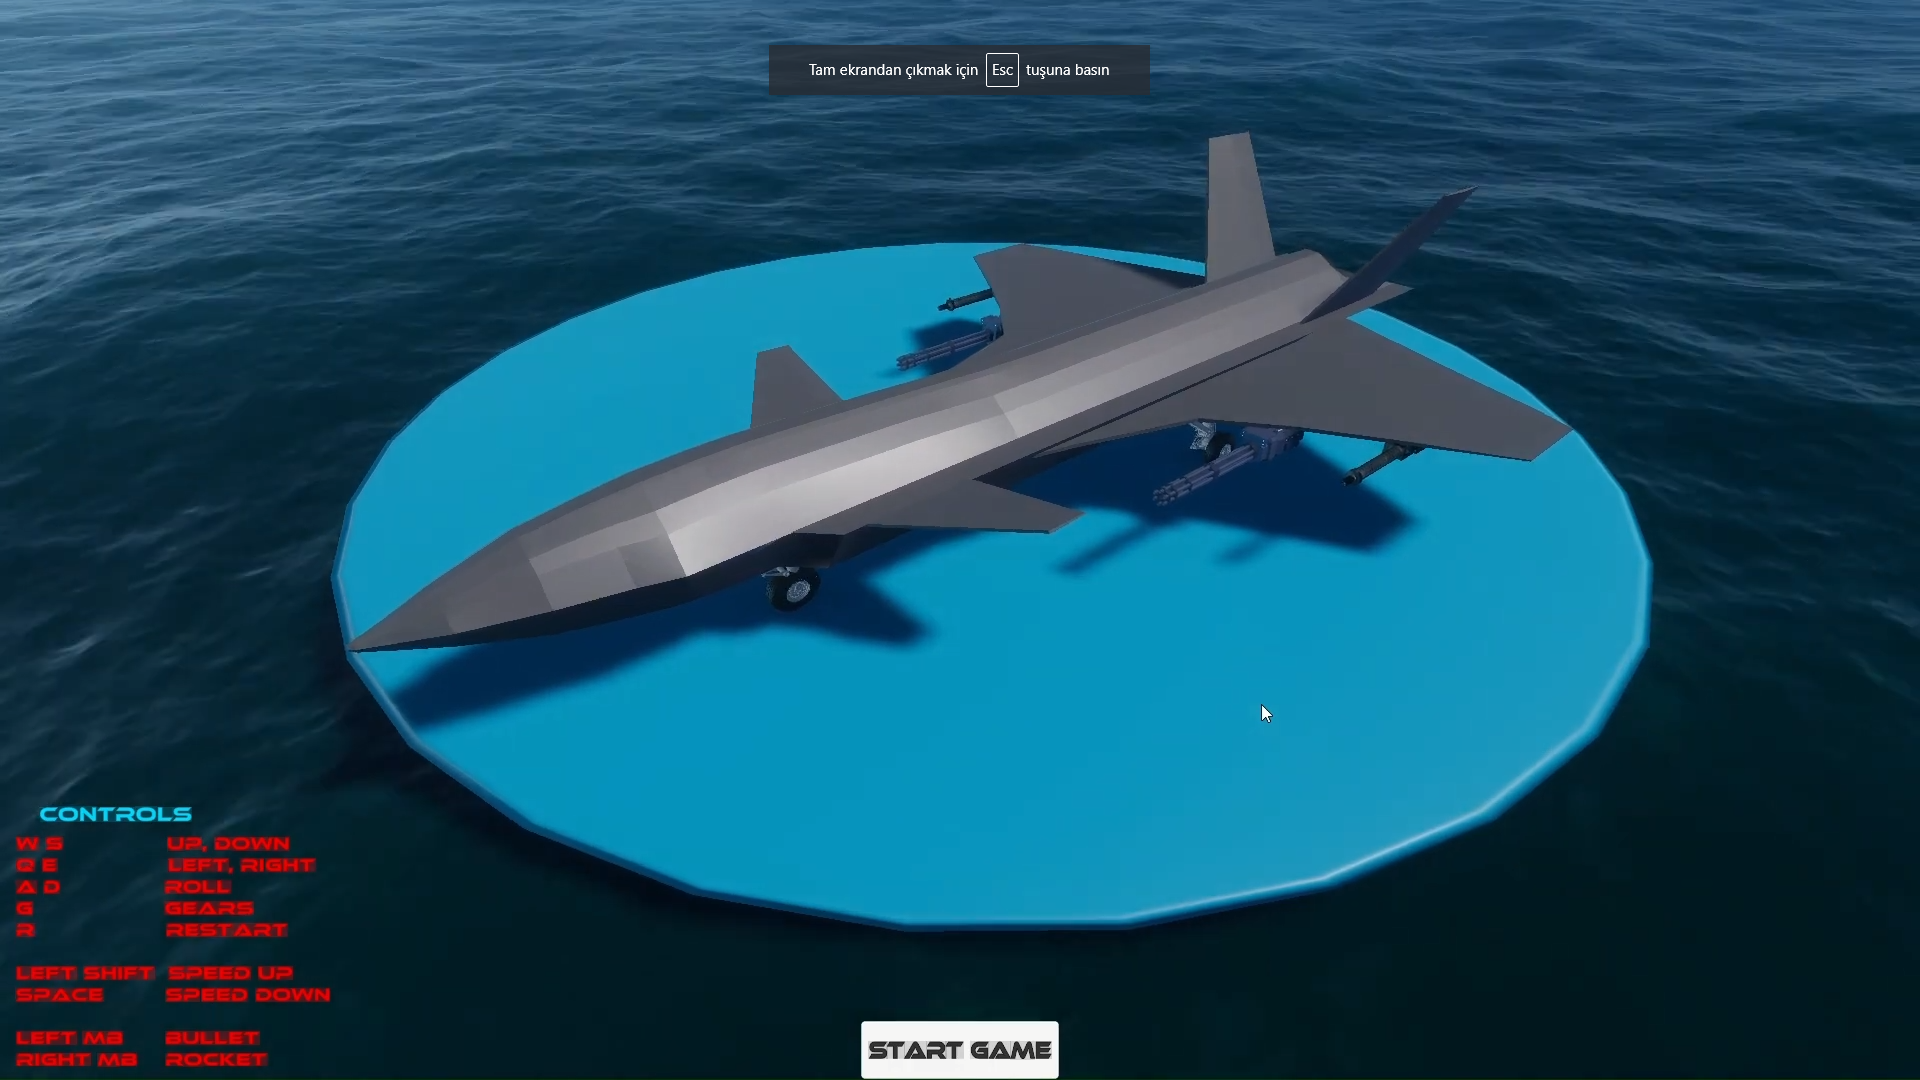 Tam ekrandan çıkmak için Esc tuşuna basın
CONTROLS
W S UP, DOWN
Q E LEFT, RIGHT
A D ROLL
G GEARS
R RESTART
LEFT SHIFT SPEED UP
SPACE SPEED DOWN
LEFT MB BULLET
RIGHT MB ROCKET
START GAME